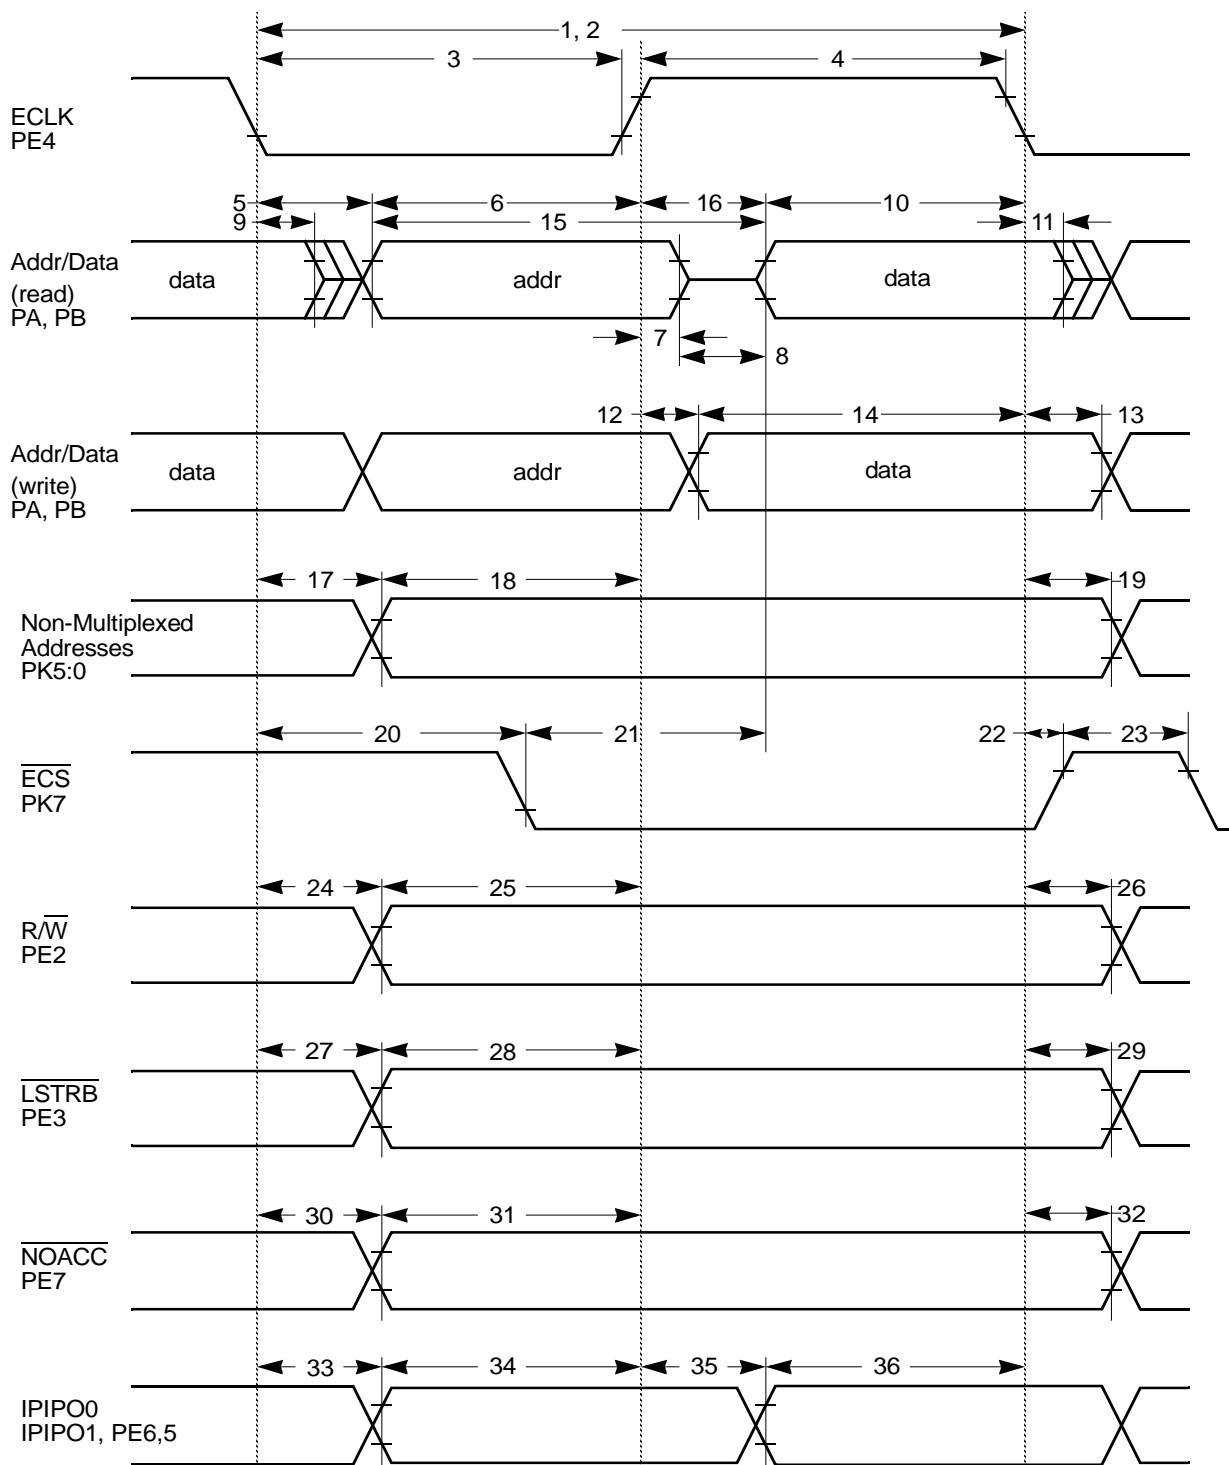 1, 2
3 4
ECLK
PE4
5 6 16 10
9 15 11
Addr/Data
(read)
PA, PB
data addr data
7
8
12 14 13
Addr/Data
(write)
PA, PB
data addr data
17 18 19
Non-Multiplexed
Addresses
PK5:0
20 21 22 23
ECS
PK7
24 25 26
R/W
PE2
27 28 29
LSTRB
PE3
30 31 32
NOACC
PE7
33 34 35 36
IPIPO0
IPIPO1, PE6,5